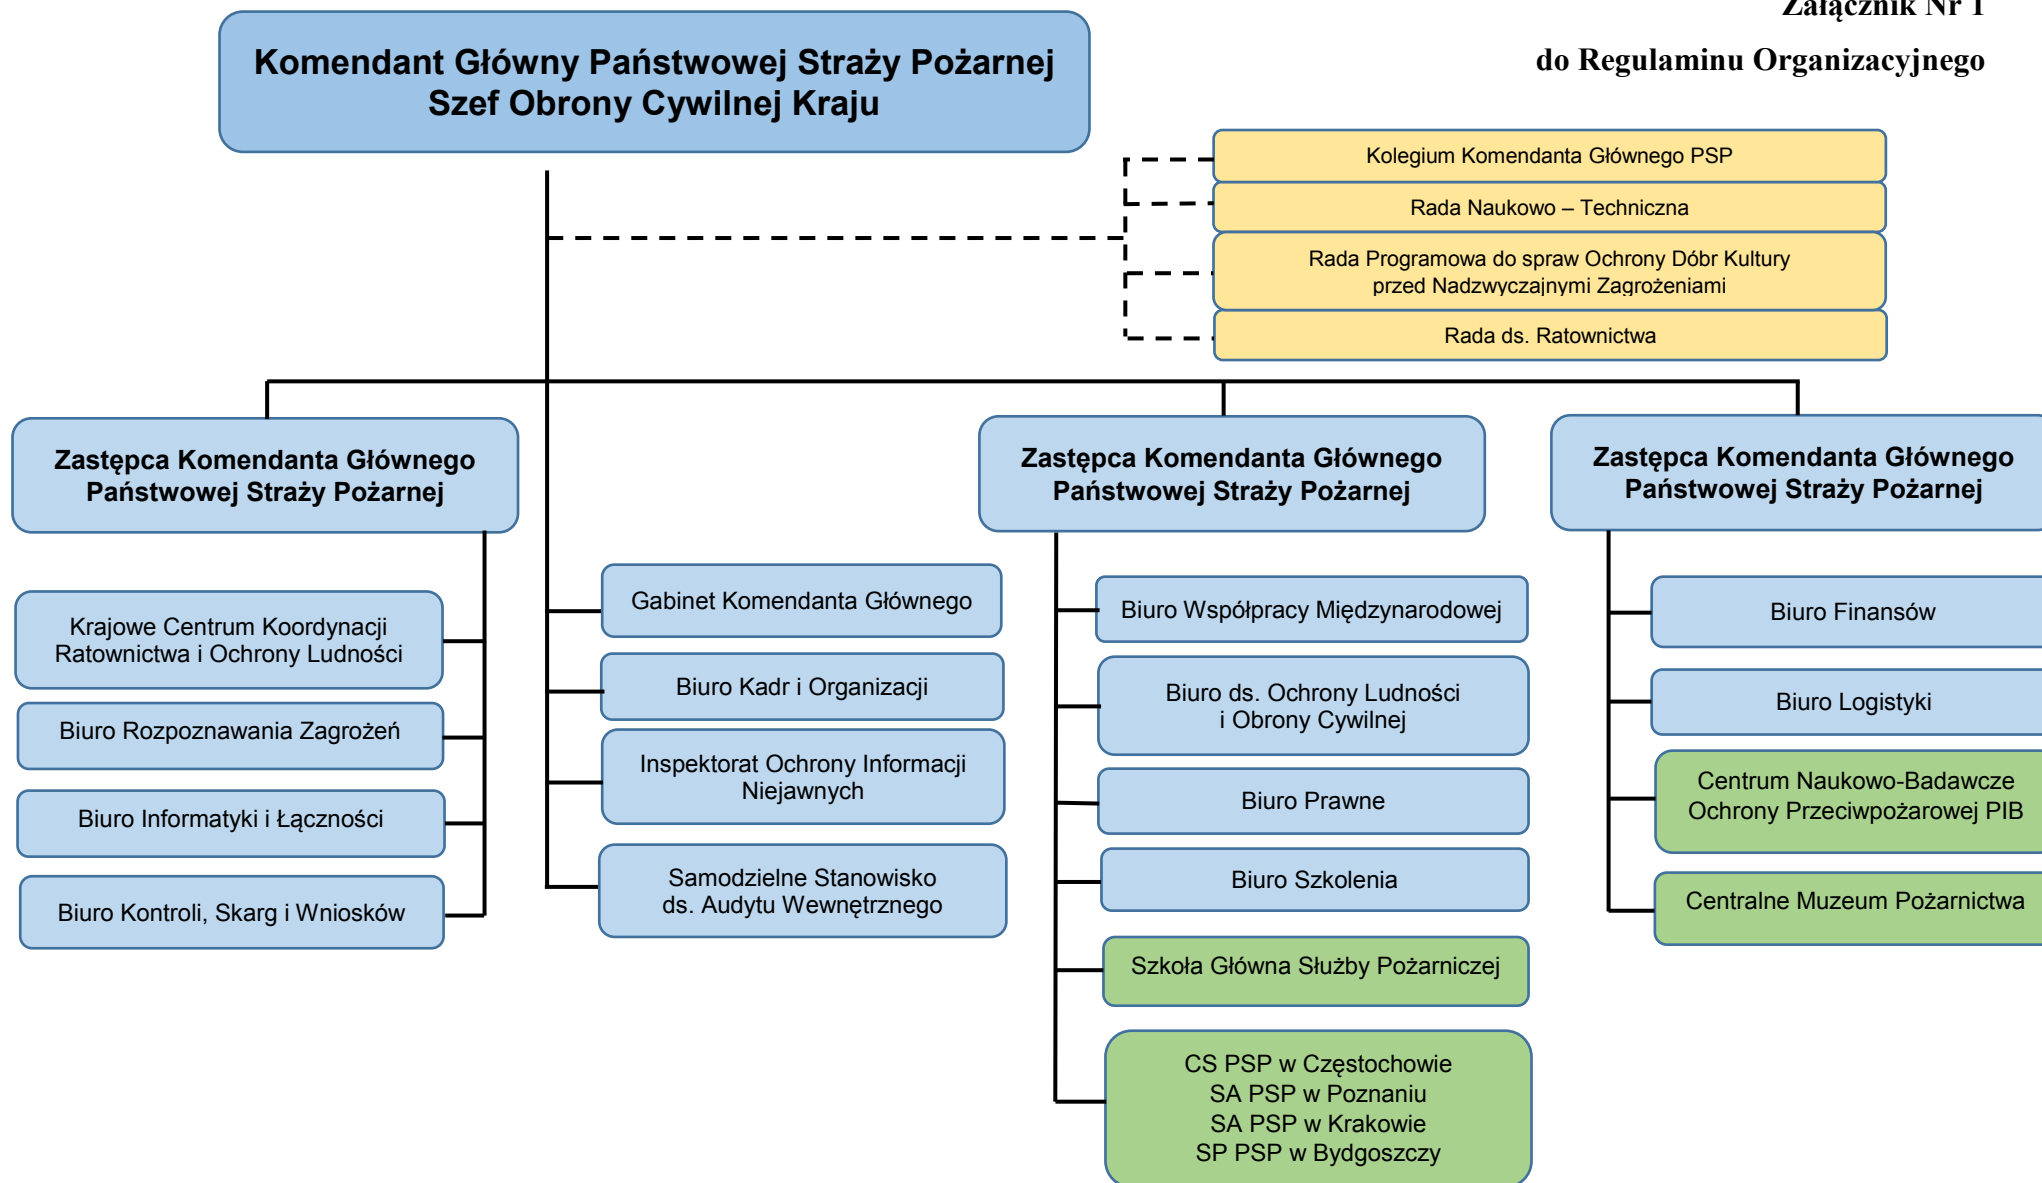 Załącznik Nr 1
do Regulaminu Organizacyjnego
Komendant Główny Państwowej Straży Pożarnej
Szef Obrony Cywilnej Kraju
Kolegium Komendanta Głównego PSP
Rada Naukowo – Techniczna
Rada Programowa do spraw Ochrony Dóbr Kultury
przed Nadzwyczajnymi Zagrożeniami
Rada ds. Ratownictwa
Zastępca Komendanta Głównego
Państwowej Straży Pożarnej
Krajowe Centrum Koordynacji
Ratownictwa i Ochrony Ludności
Biuro Rozpoznawania Zagrożeń
Biuro Informatyki i Łączności
Biuro Kontroli, Skarg i Wniosków
Gabinet Komendanta Głównego
Biuro Kadr i Organizacji
Inspektorat Ochrony Informacji
Niejawnych
Samodzielne Stanowisko
ds. Audytu Wewnętrznego
Zastępca Komendanta Głównego
Państwowej Straży Pożarnej
Biuro Współpracy Międzynarodowej
Biuro ds. Ochrony Ludności
i Obrony Cywilnej
Biuro Prawne
Biuro Szkolenia
Szkoła Główna Służby Pożarniczej
CS PSP w Częstochowie
SA PSP w Poznaniu
SA PSP w Krakowie
SP PSP w Bydgoszczy
Zastępca Komendanta Głównego
Państwowej Straży Pożarnej
Biuro Finansów
Biuro Logistyki
Centrum Naukowo-Badawcze
Ochrony Przeciwpożarowej PIB
Centralne Muzeum Pożarnictwa